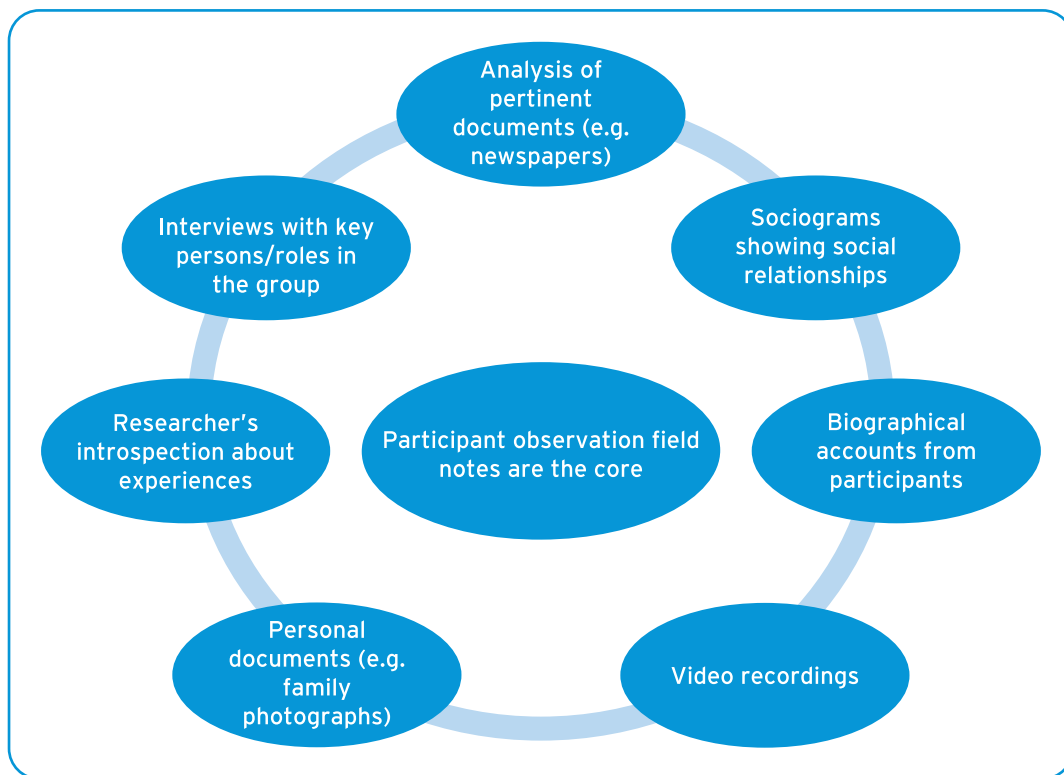 Analysis of
pertinent
documents (e.g.
newspapers)
Sociograms
showing social
relationships
Biographical
accounts from
participants
Video recordings
Personal
documents (e.g.
family
photographs)
Researcher's
introspection about
experiences
Interviews with key
persons/roles in
the group
Participant observation field
notes are the core